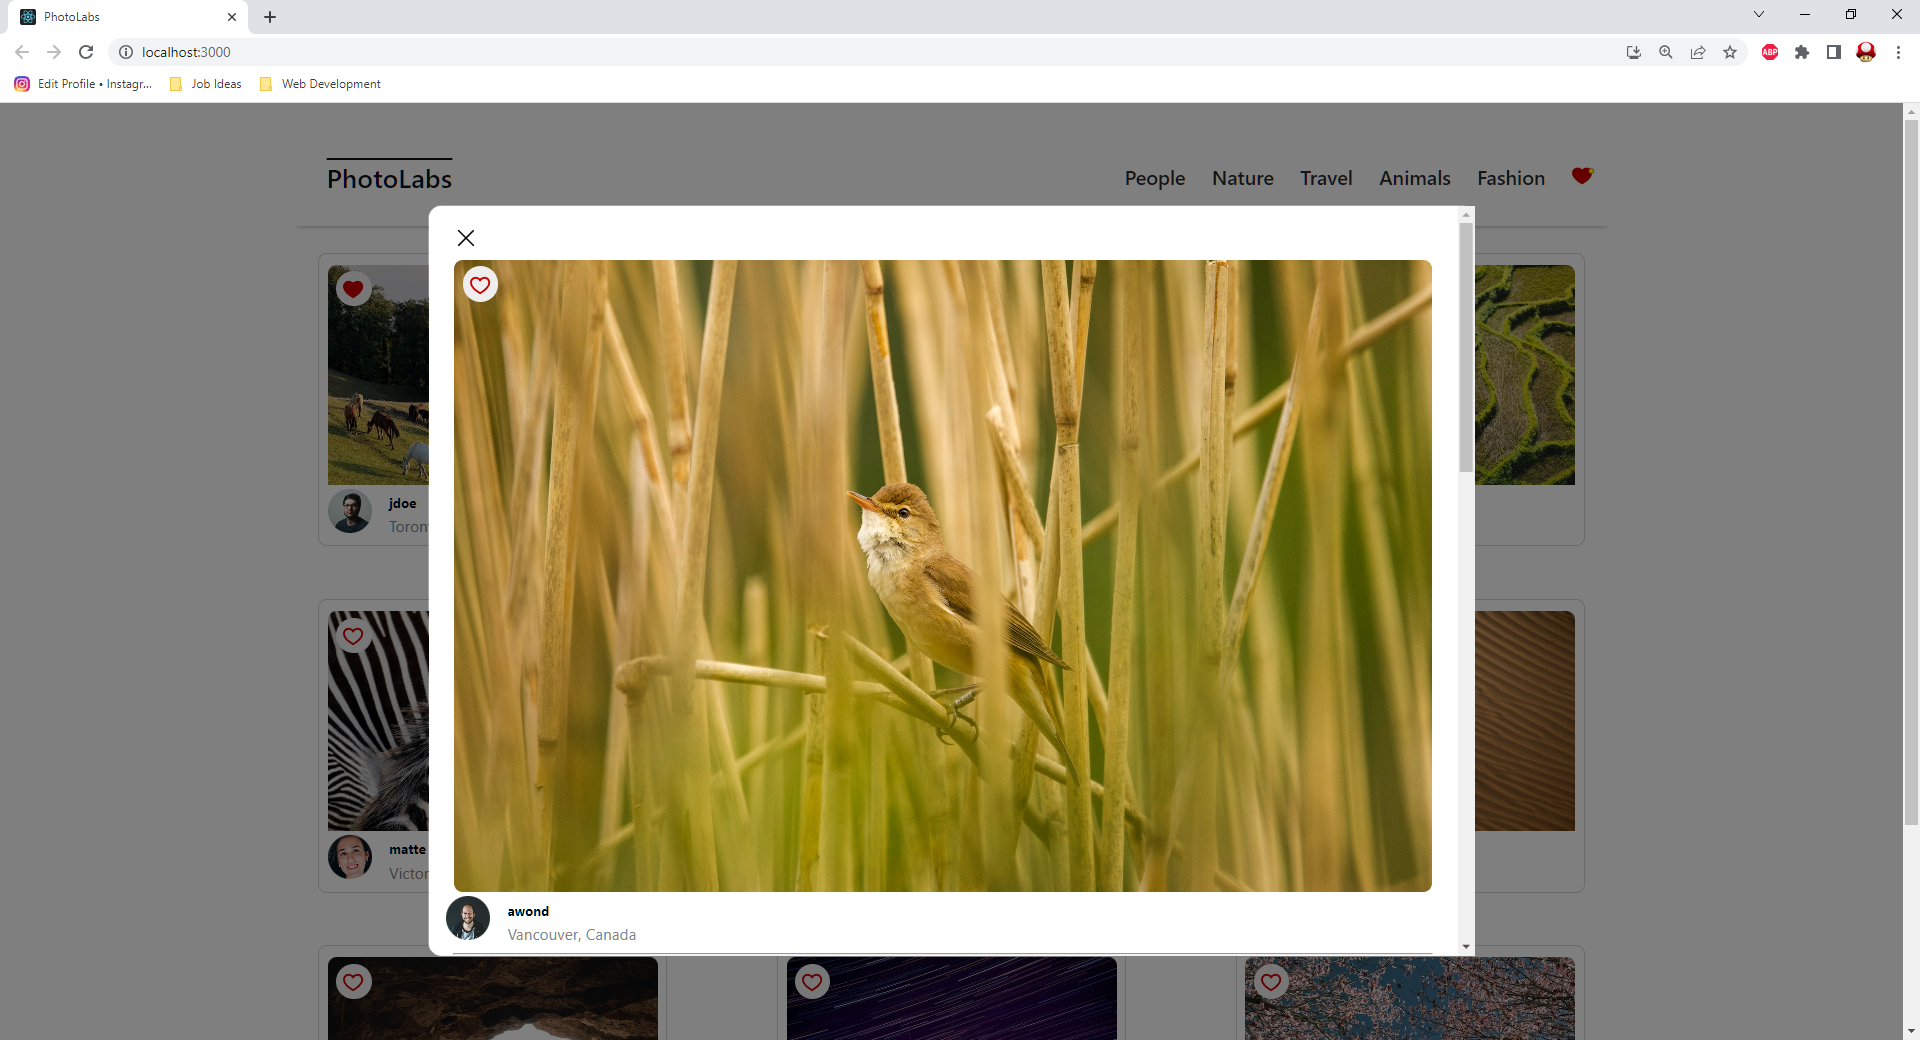 PhotoLabs
localhost:3000
ABP
Edit Profile • Instagr...
Job Ideas
Web Development
PhotoLabs
People
Nature
Travel
Animals
Fashion
jdoe
Toron
matte
Victor
awond
Vancouver, Canada